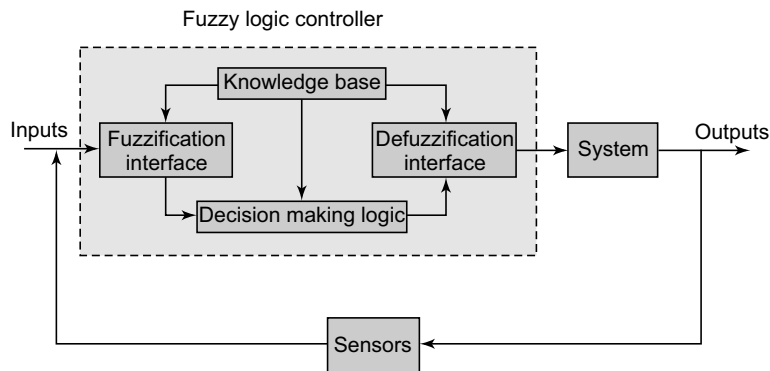 Fuzzy logic controller
Knowledge base
Inputs
Fuzzification
interface
Defuzzification
interface
System
Outputs
Decision making logic
Sensors